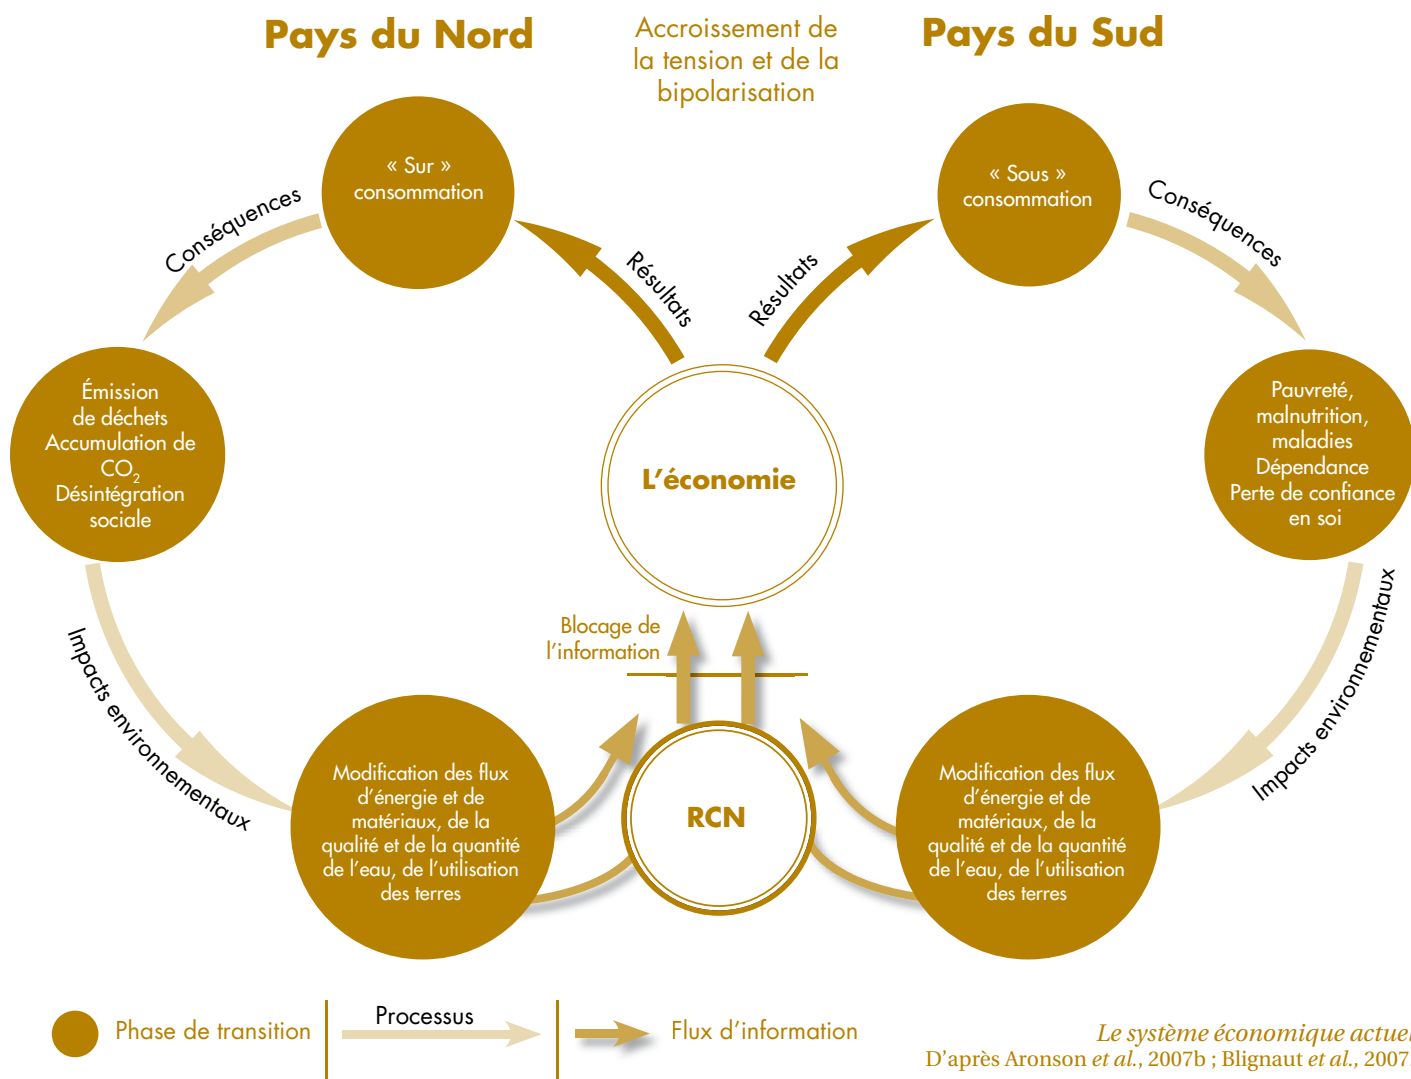 Pays du Nord
Accroissement de
la tension et de la
bipolarisation
Pays du Sud
« Sur »
consommation
« Sous »
consommation
Conséquences
Résultats
Résultats
Conséquences
Émission
de déchets
Accumulation de
CO₂
Désintégration
sociale
L'économie
Pauvreté,
malnutrition,
maladies
Dépendance
Perte de confiance
en soi
Impacts environnementaux
Blocage de
l'information
Impacts environnementaux
Modification des flux
d'énergie et de
matériaux, de la
qualité et de la quantité
de l'eau, de l'utilisation
des terres
RCN
Modification des flux
d'énergie et de
matériaux, de la
qualité et de la quantité
de l'eau, de l'utilisation
des terres
Phase de transition
Processus
Flux d'information
Le système économique actuel
D'après Aronson et al., 2007b ; Blignaut et al., 2007.